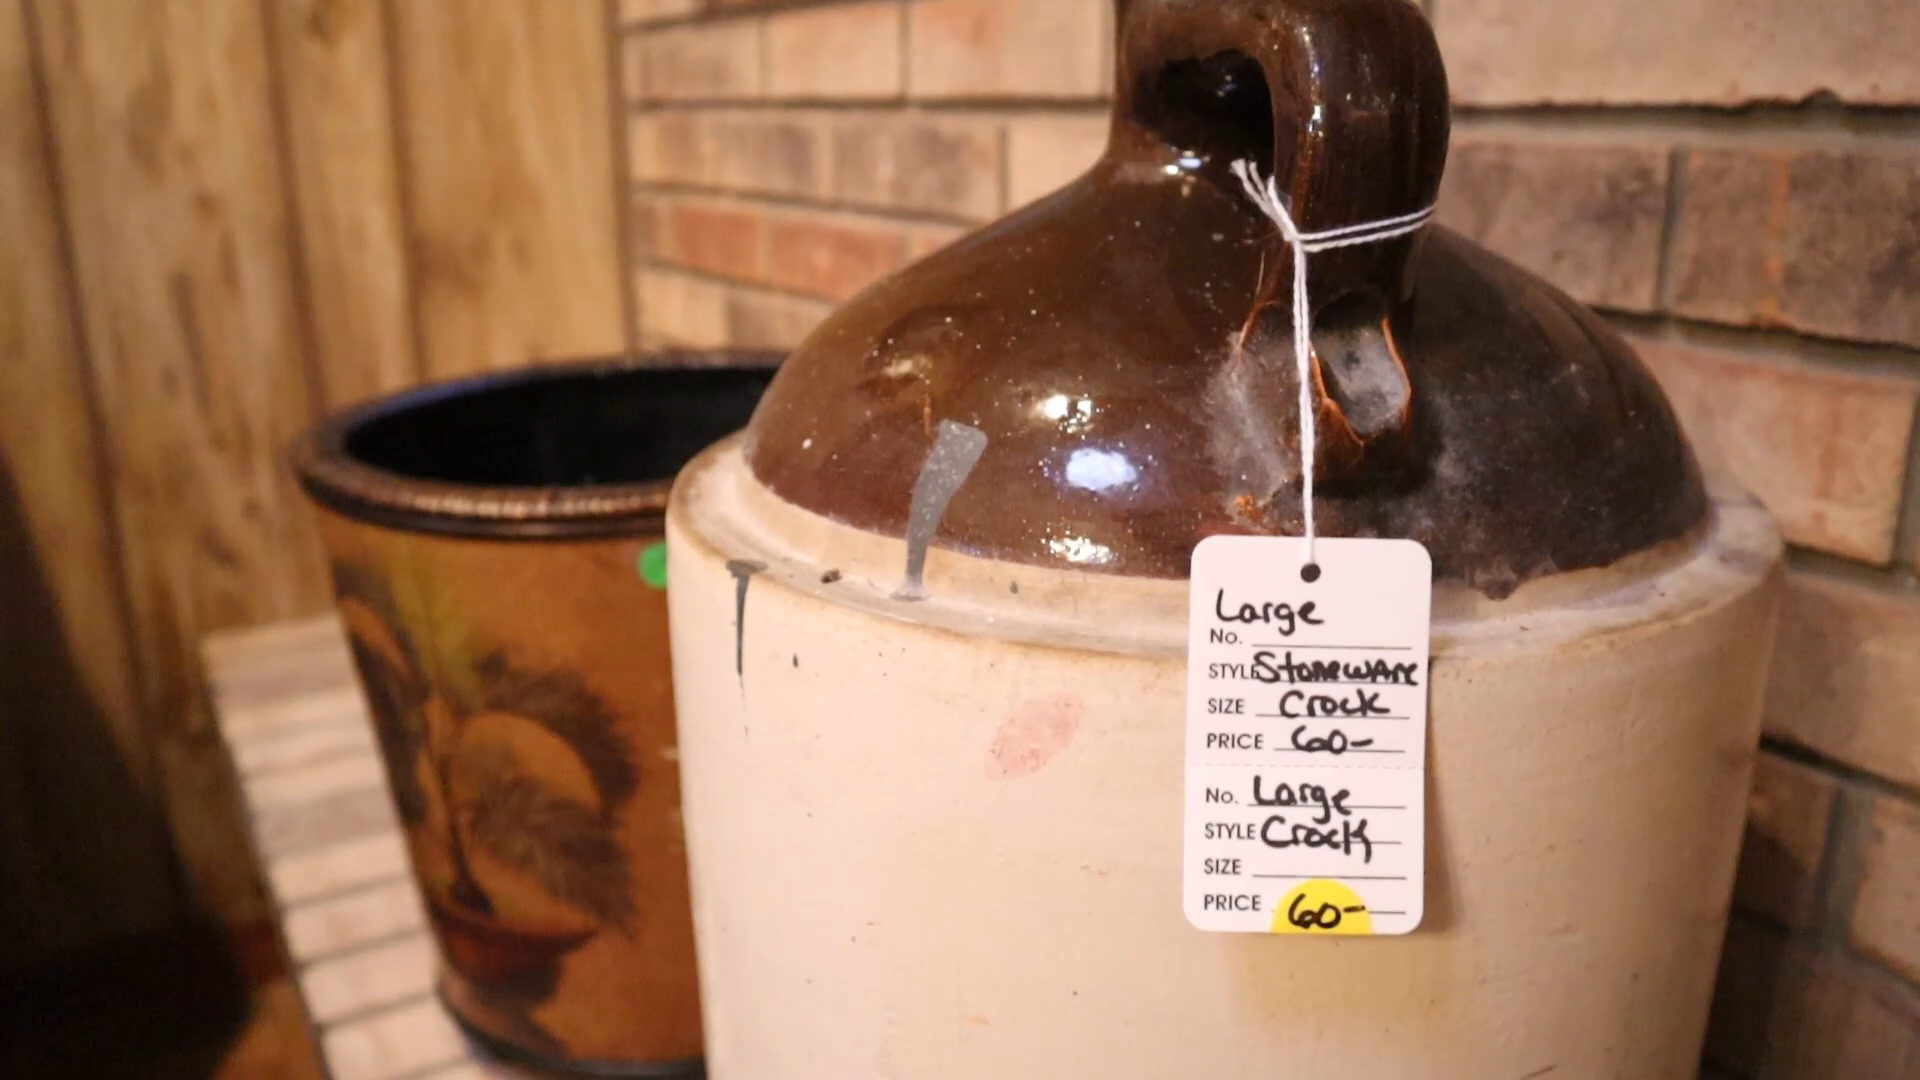 Large
No.
STYLE Stoneware
SIZE Crock
PRICE 60-
No. Large
STYLE Crock
SIZE
PRICE 60-